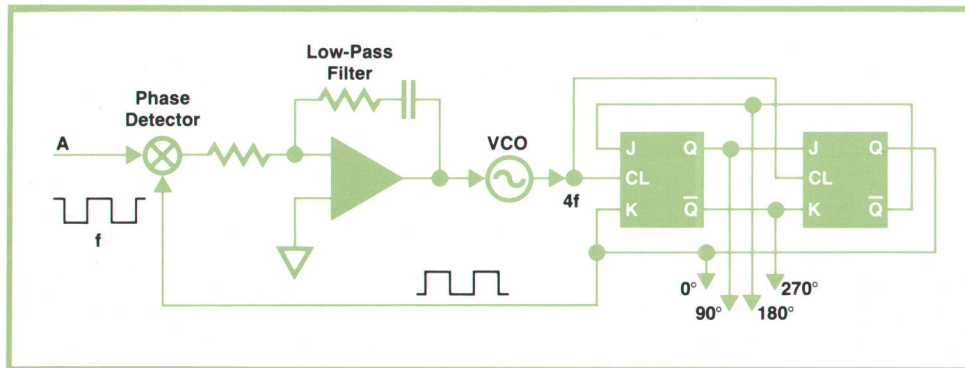 Low-Pass
Filter
Phase
Detector
A
VCO
J Q
J Q
CL
CL
4f
K Q̅
K Q̅
f
0°
270°
90°
180°